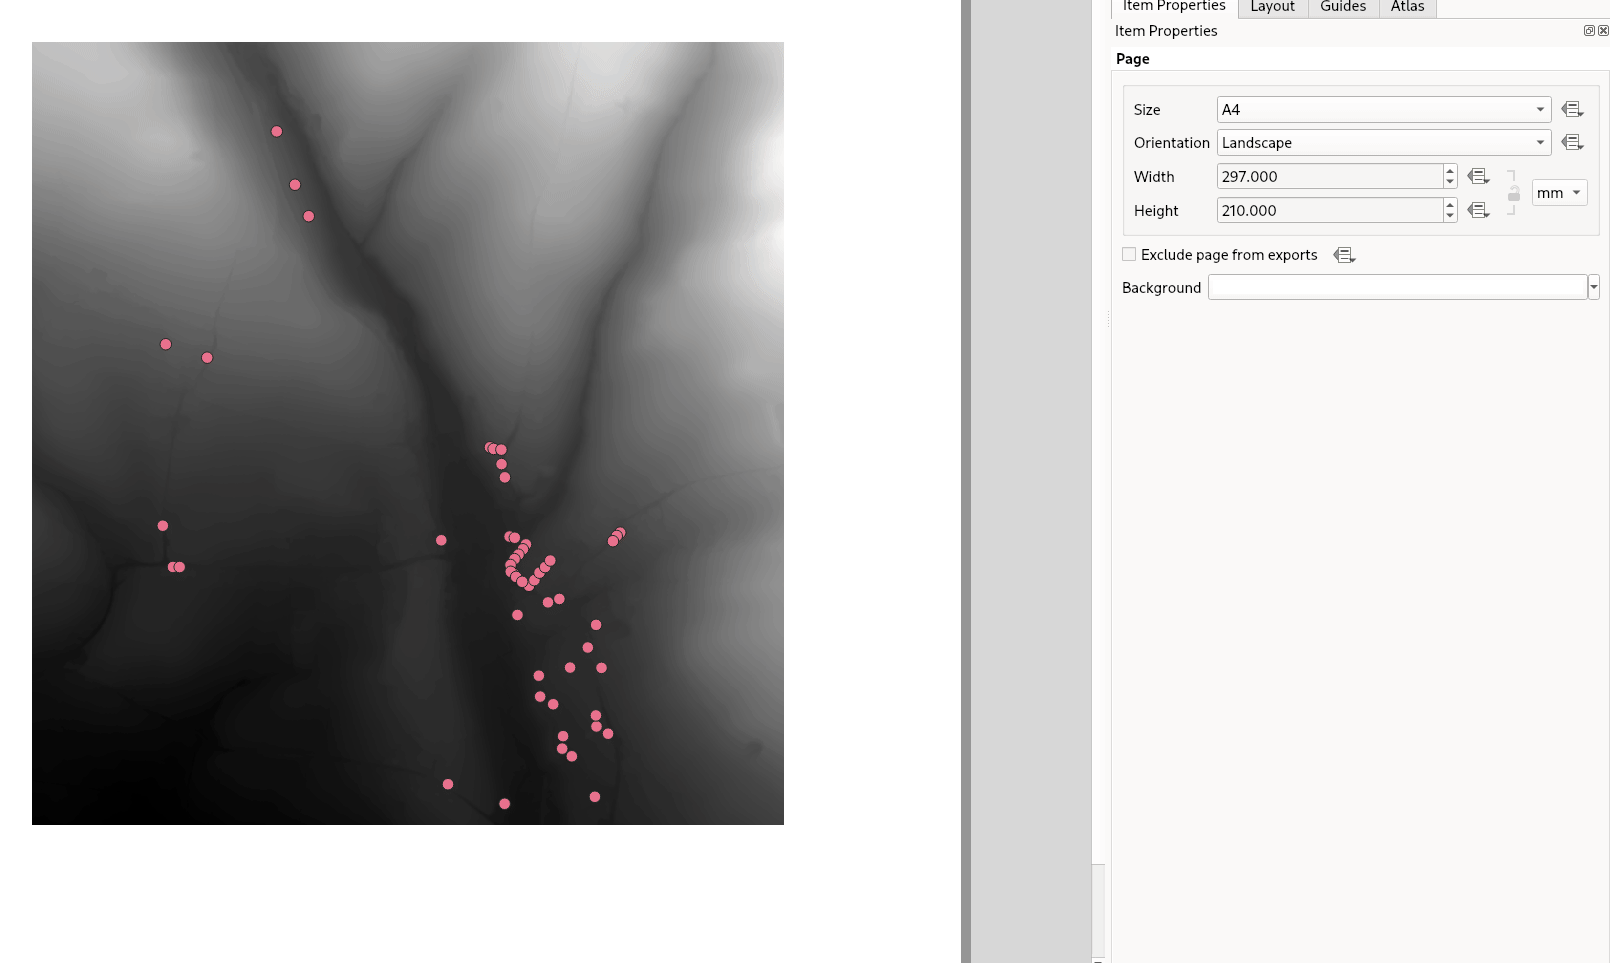 Item Properties Layout Guides Atlas
Item Properties
Page
Size A4
Orientation Landscape
Width 297.000
mm
Height 210.000
Exclude page from exports
Background